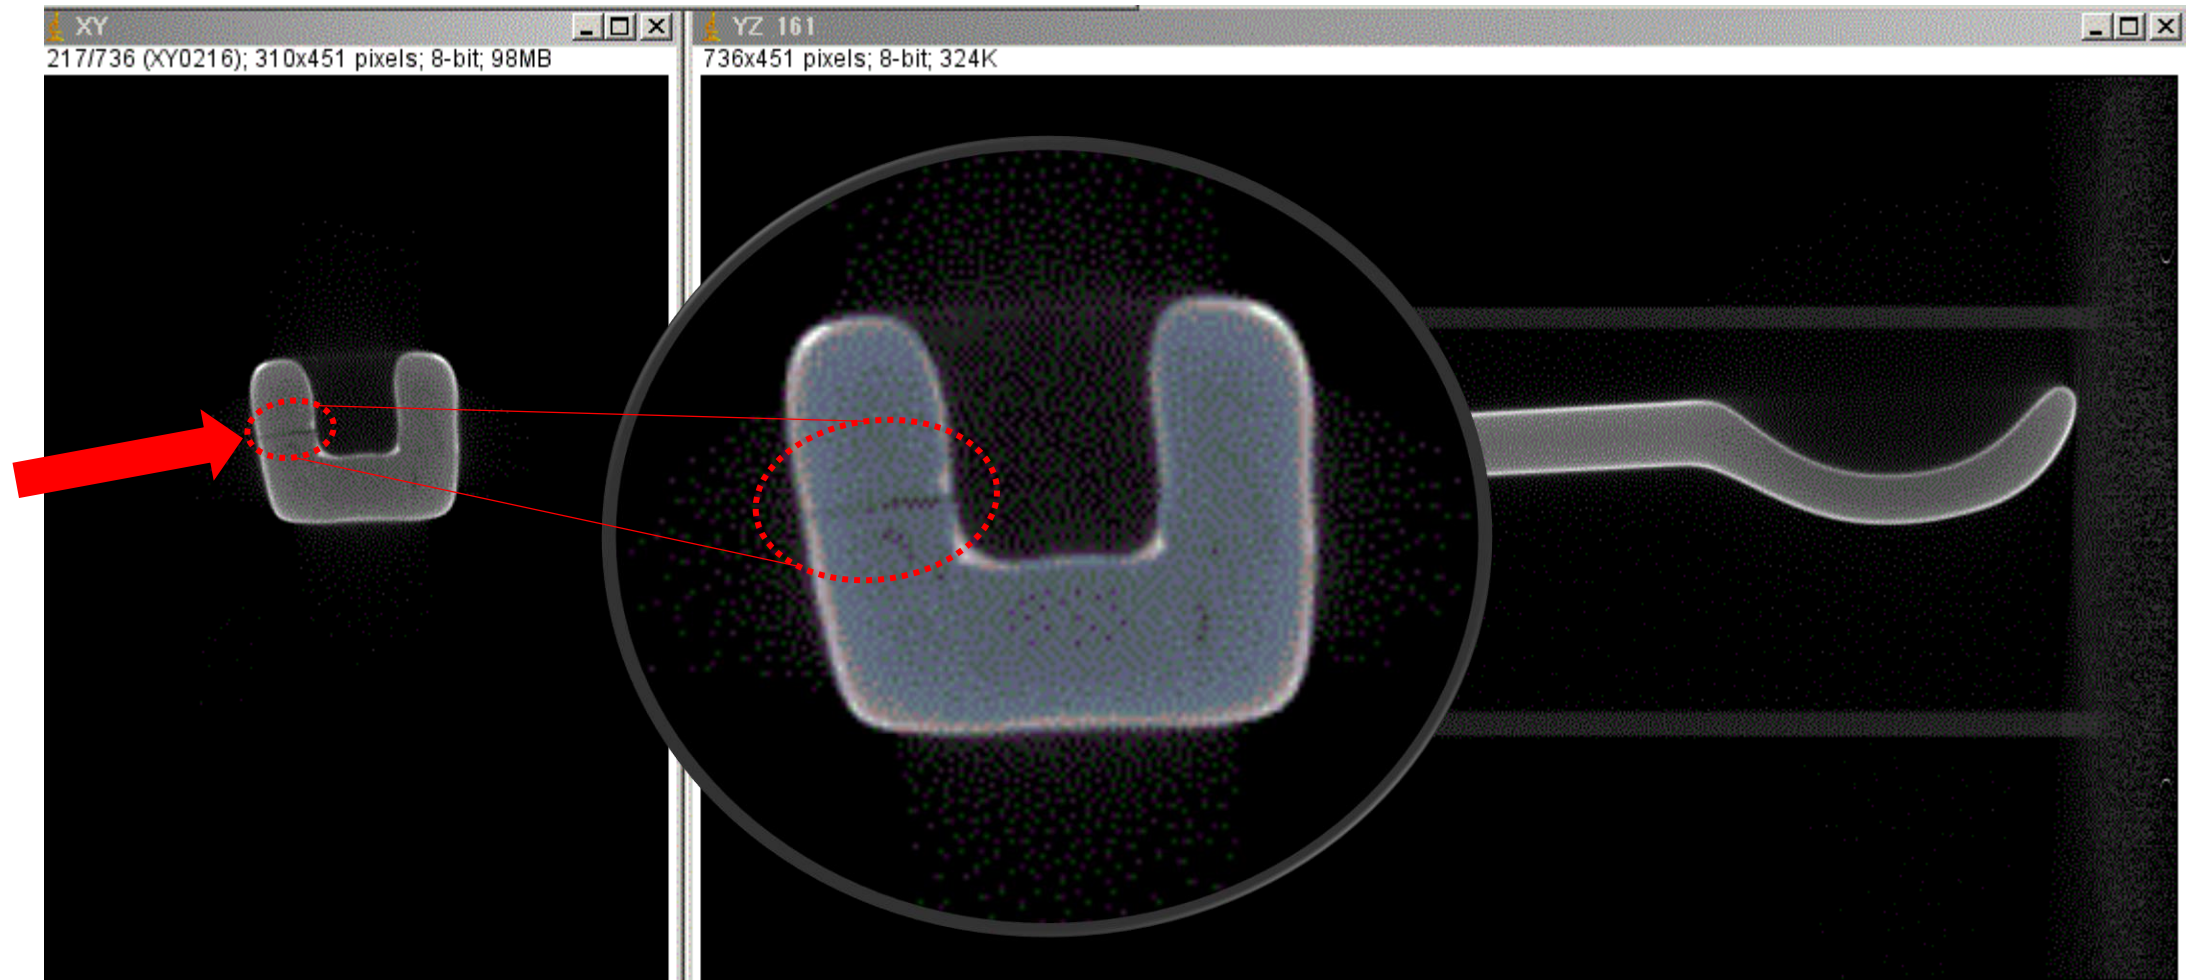 XY
217/736 (XY0216); 310x451 pixels; 8-bit; 98MB
YZ 161
736x451 pixels; 8-bit; 324K